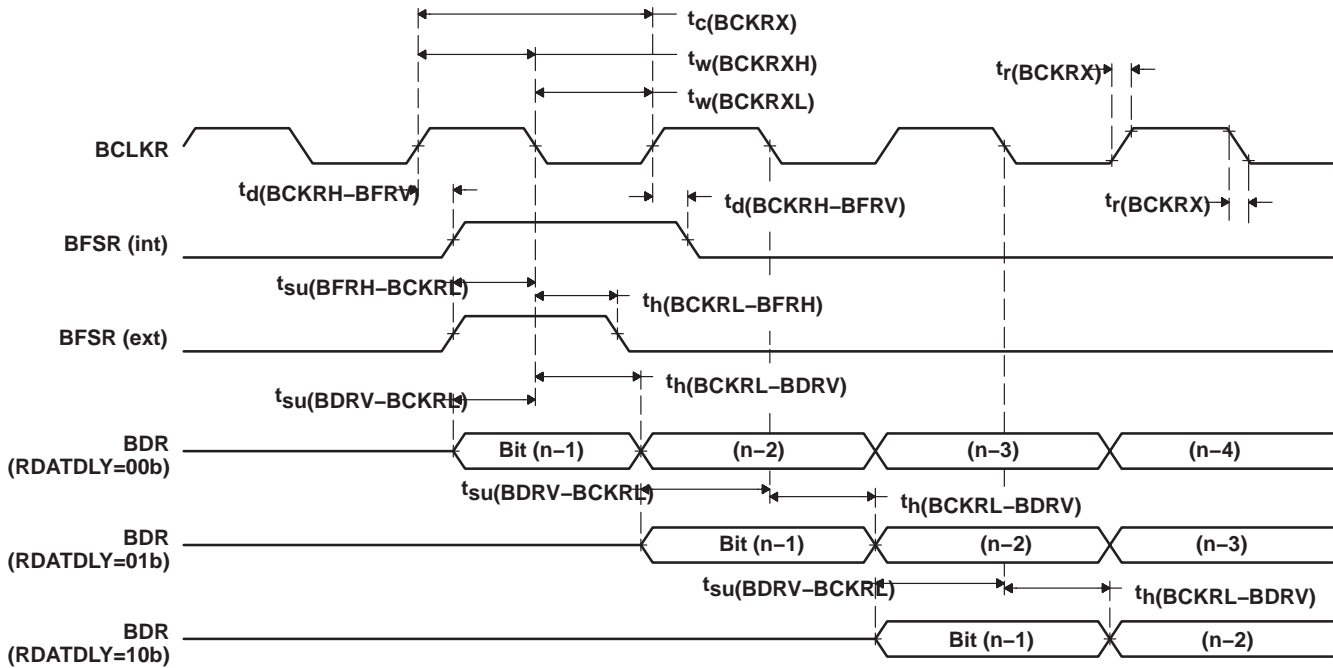 tc(BCKRX)
tw(BCKRXH)
tr(BCKRX)
tw(BCKRXL)
BCLKR
td(BCKRH–BFRV)
td(BCKRH–BFRV)
tr(BCKRX)
BFSR (int)
tsu(BFRH–BCKRL)
th(BCKRL–BFRH)
BFSR (ext)
th(BCKRL–BDRV)
tsu(BDRV–BCKRL)
BDR
(RDATDLY=00b)
Bit (n–1)
(n–2)
(n–3)
(n–4)
tsu(BDRV–BCKRL)
th(BCKRL–BDRV)
BDR
(RDATDLY=01b)
Bit (n–1)
(n–2)
(n–3)
tsu(BDRV–BCKRL)
th(BCKRL–BDRV)
BDR
(RDATDLY=10b)
Bit (n–1)
(n–2)